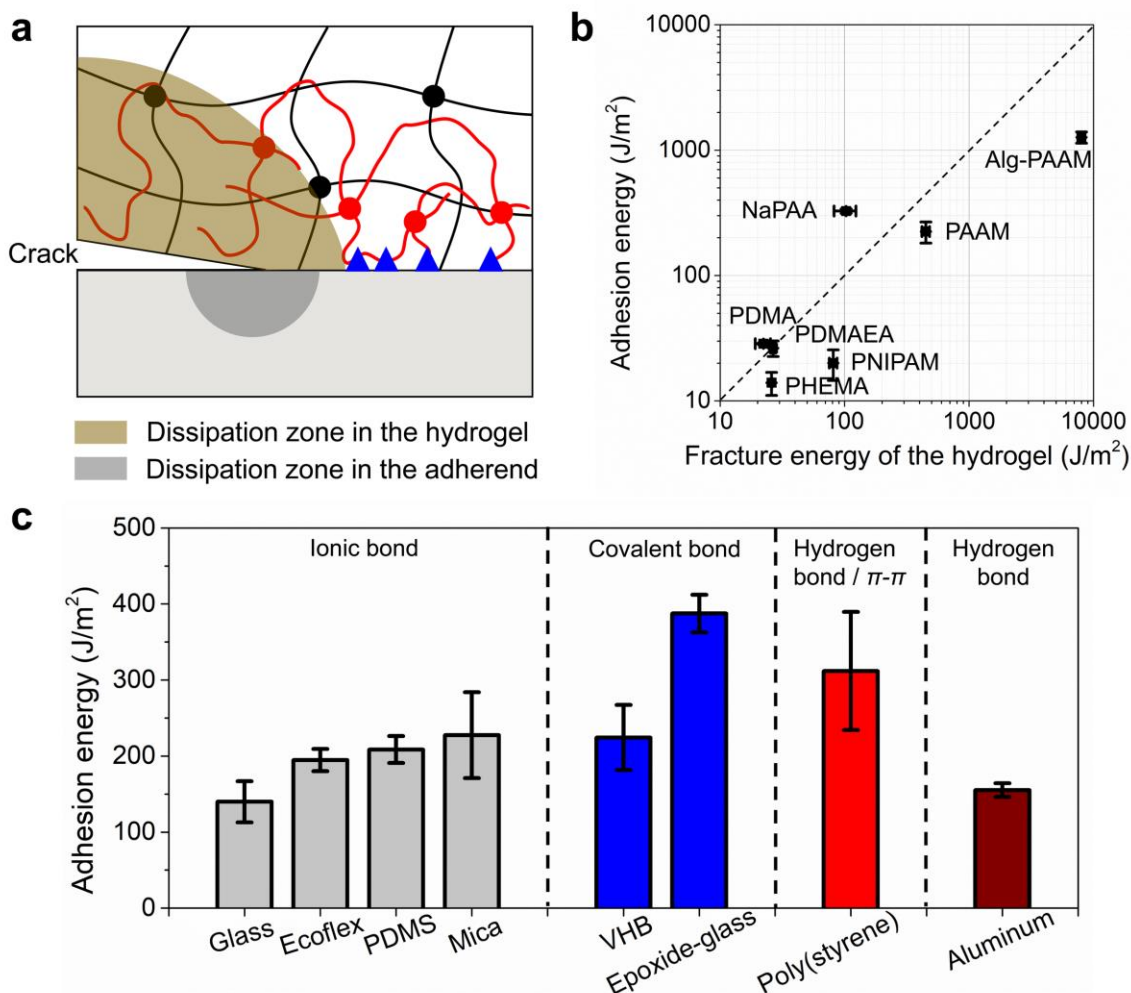 a
Crack
Dissipation zone in the hydrogel
Dissipation zone in the adherend
b
Adhesion energy (J/m²)
10000
1000
100
10
Alg-PAAM
NaPAA
PAAM
PDMA
PDMAEA
PNIPAM
PHEMA
10 100 1000 10000
Fracture energy of the hydrogel (J/m²)
c
Adhesion energy (J/m²)
500
400
300
200
100
0
Ionic bond
Covalent bond
Hydrogen
bond / π-π
Hydrogen
bond
Glass
Ecoflex
PDMS
Mica
VHB
Epoxide-glass
Poly(styrene)
Aluminum